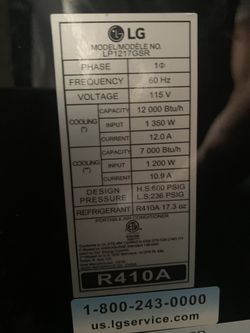 LG
MODEL/MODÈLE NO.
LP1217GSR
PHASE 1Φ
FREQUENCY 60 Hz
VOLTAGE 115 V
COOLING CAPACITY 12 000 Btu/h
INPUT 1 350 W
CURRENT 12.0 A
COOLING CAPACITY 7 000 Btu/h
INPUT 1 200 W
CURRENT 10.9 A
DESIGN PRESSURE H.S:600 PSIG
L.S:236 PSIG
REFRIGERANT R410A 17.3 oz
PORTABLE AIR CONDITIONER
R410A
1-800-243-0000
us.lgservice.com